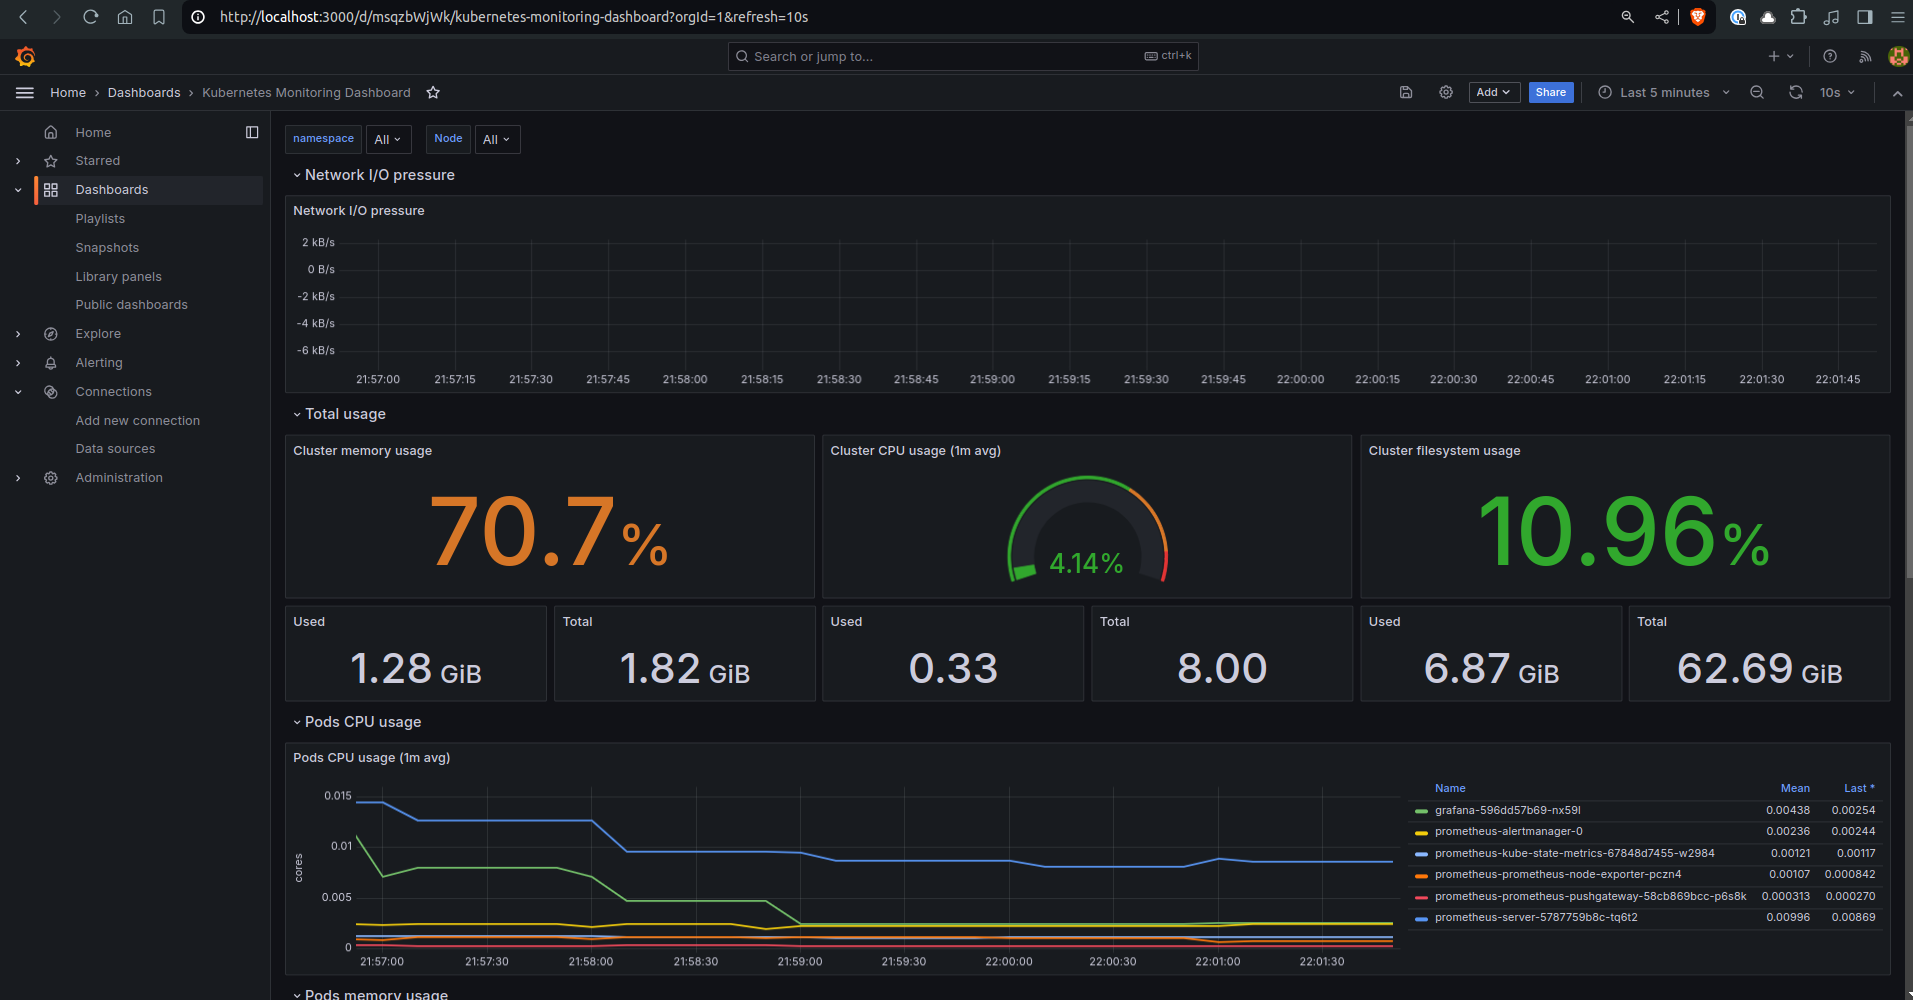 http://localhost:3000/d/msqzbWjWk/kubernetes-monitoring-dashboard?orgId=1&refresh=10s
Search or jump to... ctrl+k
Home › Dashboards › Kubernetes Monitoring Dashboard
Add Share Last 5 minutes 10s
Home
Starred
Dashboards
Playlists
Snapshots
Library panels
Public dashboards
Explore
Alerting
Connections
Add new connection
Data sources
Administration
namespace All Node All
Network I/O pressure
Network I/O pressure
2 kB/s
0 B/s
-2 kB/s
-4 kB/s
-6 kB/s
21:57:00 21:57:15 21:57:30 21:57:45 21:58:00 21:58:15 21:58:30 21:58:45 21:59:00 21:59:15 21:59:30 21:59:45 22:00:00 22:00:15 22:00:30 22:00:45 22:01:00 22:01:15 22:01:30 22:01:45
Total usage
Cluster memory usage
70.7%
Cluster CPU usage (1m avg)
4.14%
Cluster filesystem usage
10.96%
Used
1.28 GiB
Total
1.82 GiB
Used
0.33
Total
8.00
Used
6.87 GiB
Total
62.69 GiB
Pods CPU usage
Pods CPU usage (1m avg)
cores
0.015
0.01
0.005
0
21:57:00 21:57:30 21:58:00 21:58:30 21:59:00 21:59:30 22:00:00 22:00:30 22:01:00 22:01:30
Name Mean Last *
grafana-596dd57b69-nx59l 0.00438 0.00254
prometheus-alertmanager-0 0.00236 0.00244
prometheus-kube-state-metrics-67848d7455-w2984 0.00121 0.00117
prometheus-prometheus-node-exporter-pczn4 0.00107 0.000842
prometheus-prometheus-pushgateway-58cb869bcc-p6s8k 0.000313 0.000270
prometheus-server-5787759b8c-tq6t2 0.00996 0.00869
Pods memory usage